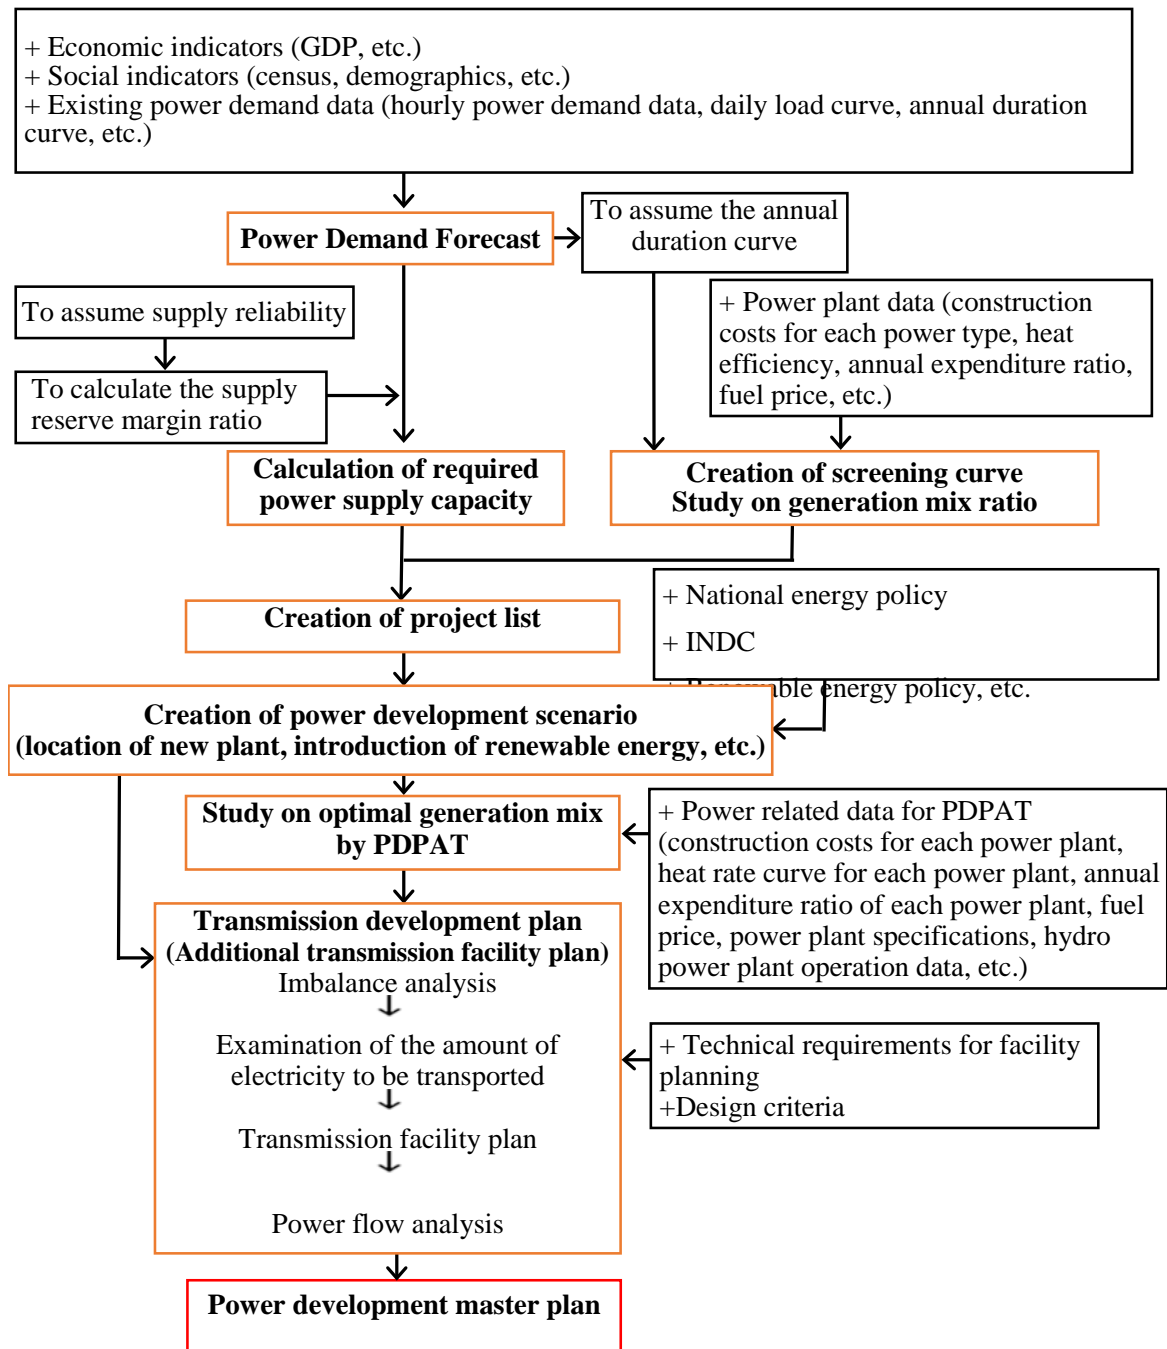 + Economic indicators (GDP, etc.)
+ Social indicators (census, demographics, etc.)
+ Existing power demand data (hourly power demand data, daily load curve, annual duration
curve, etc.)
Power Demand Forecast
To assume the annual
duration curve
To assume supply reliability
To calculate the supply
reserve margin ratio
+ Power plant data (construction
costs for each power type, heat
efficiency, annual expenditure ratio,
fuel price, etc.)
Calculation of required
power supply capacity
Creation of screening curve
Study on generation mix ratio
Creation of project list
+ National energy policy
+ INDC
+ Renewable energy policy, etc.
Creation of power development scenario
(location of new plant, introduction of renewable energy, etc.)
Study on optimal generation mix
by PDPAT
+ Power related data for PDPAT
(construction costs for each power plant,
heat rate curve for each power plant, annual
expenditure ratio of each power plant, fuel
price, power plant specifications, hydro
power plant operation data, etc.)
Transmission development plan
(Additional transmission facility plan)
Imbalance analysis
Examination of the amount of
electricity to be transported
Transmission facility plan
Power flow analysis
+ Technical requirements for facility
planning
+Design criteria
Power development master plan